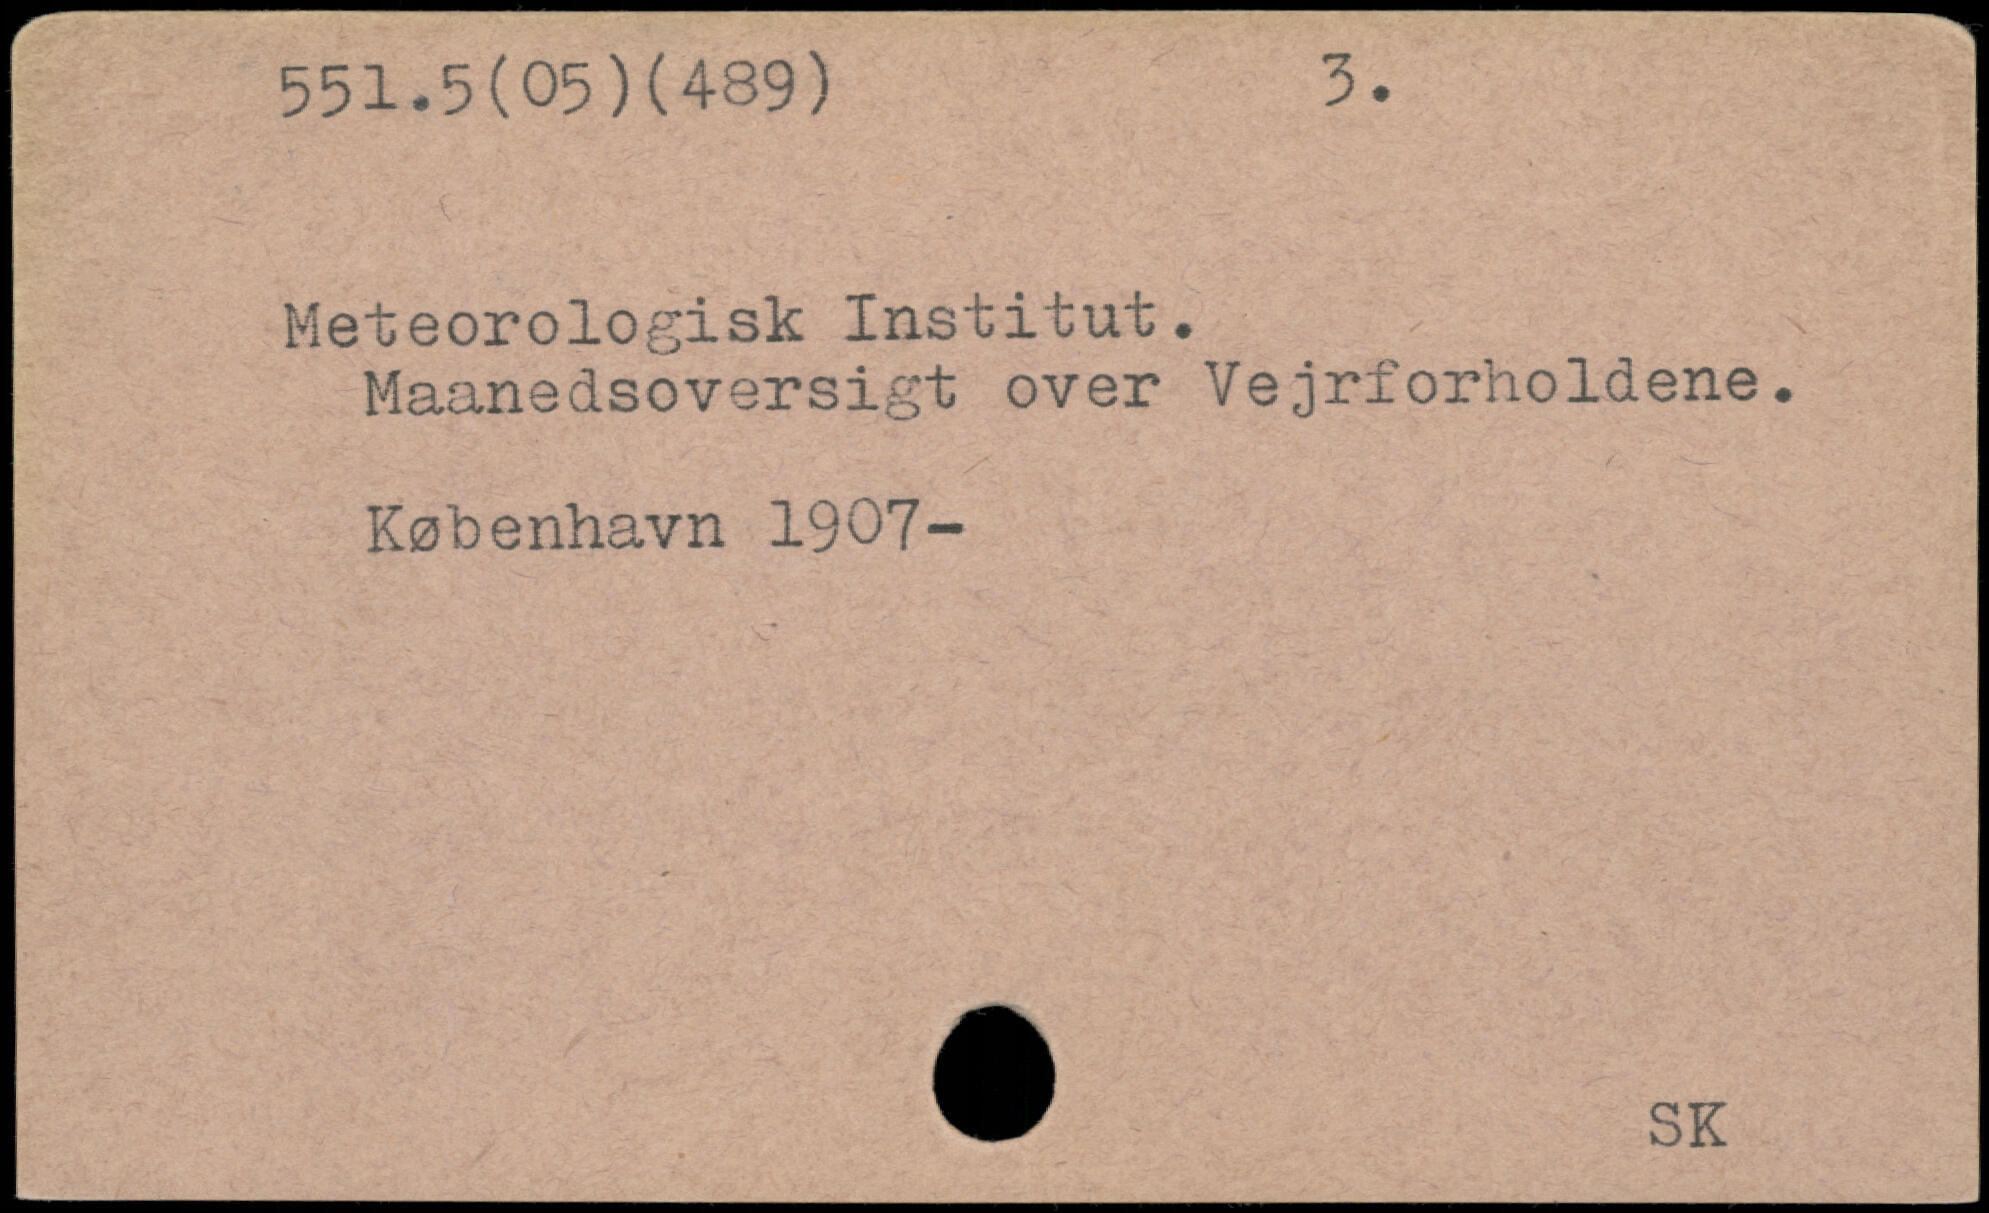 551.5(05)(489) 3.
Meteorologisk Institut.
Maanedsoversigt over Vejrforholdene.
København 1907-
SK